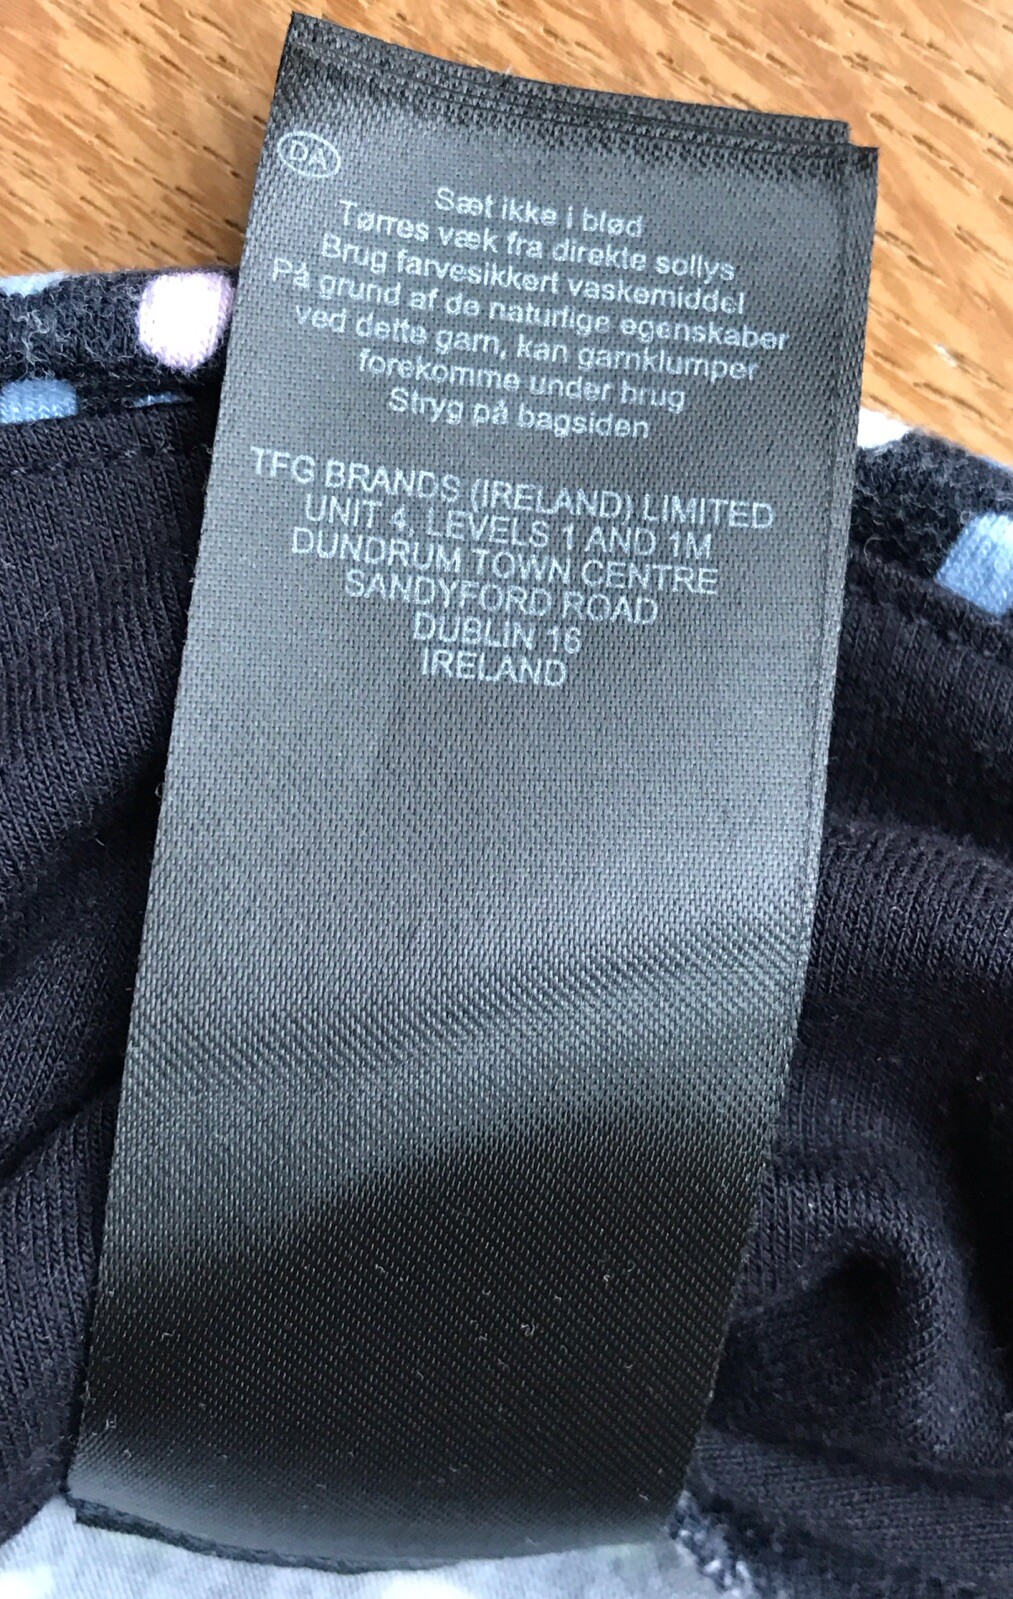 DA
Sæt ikke i blød
Tørres væk fra direkte sollys
Brug farvesikkert vaskemiddel
På grund af de naturlige egenskaber
ved dette garn, kan garnklumper
forekomme under brug
Stryg på bagsiden
TFG BRANDS (IRELAND) LIMITED
UNIT 4, LEVELS 1 AND 1M
DUNDRUM TOWN CENTRE
SANDYFORD ROAD
DUBLIN 16
IRELAND